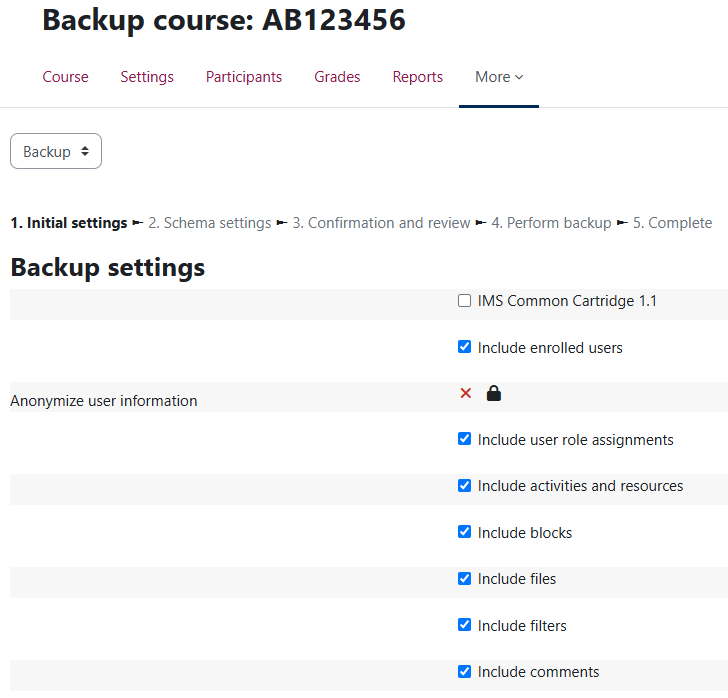 Backup course: AB123456
Course Settings Participants Grades Reports More
Backup
1. Initial settings ► 2. Schema settings ► 3. Confirmation and review ► 4. Perform backup ► 5. Complete
Backup settings
IMS Common Cartridge 1.1
Include enrolled users
Anonymize user information
Include user role assignments
Include activities and resources
Include blocks
Include files
Include filters
Include comments